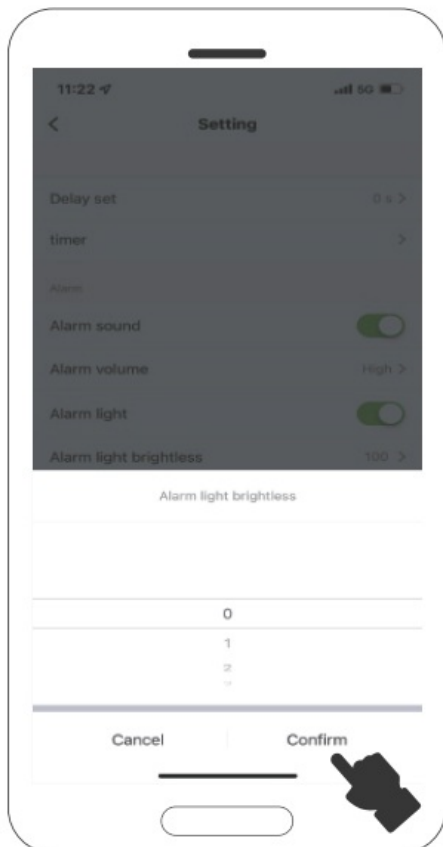 11:22 5G
Setting
Delay set 0 s >
timer >
Alarm
Alarm sound
Alarm volume High >
Alarm light
Alarm light brightless 100 >
Alarm light brightless
0
1
2
Cancel Confirm